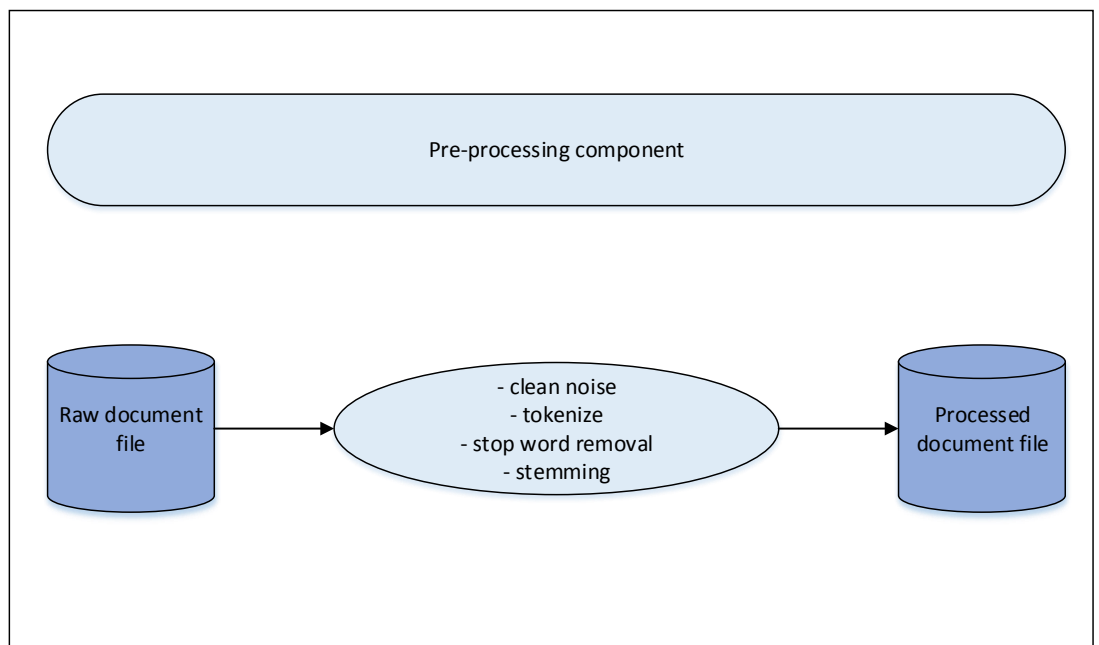 Pre-processing component
Raw document
file
- clean noise
- tokenize
- stop word removal
- stemming
Processed
document file